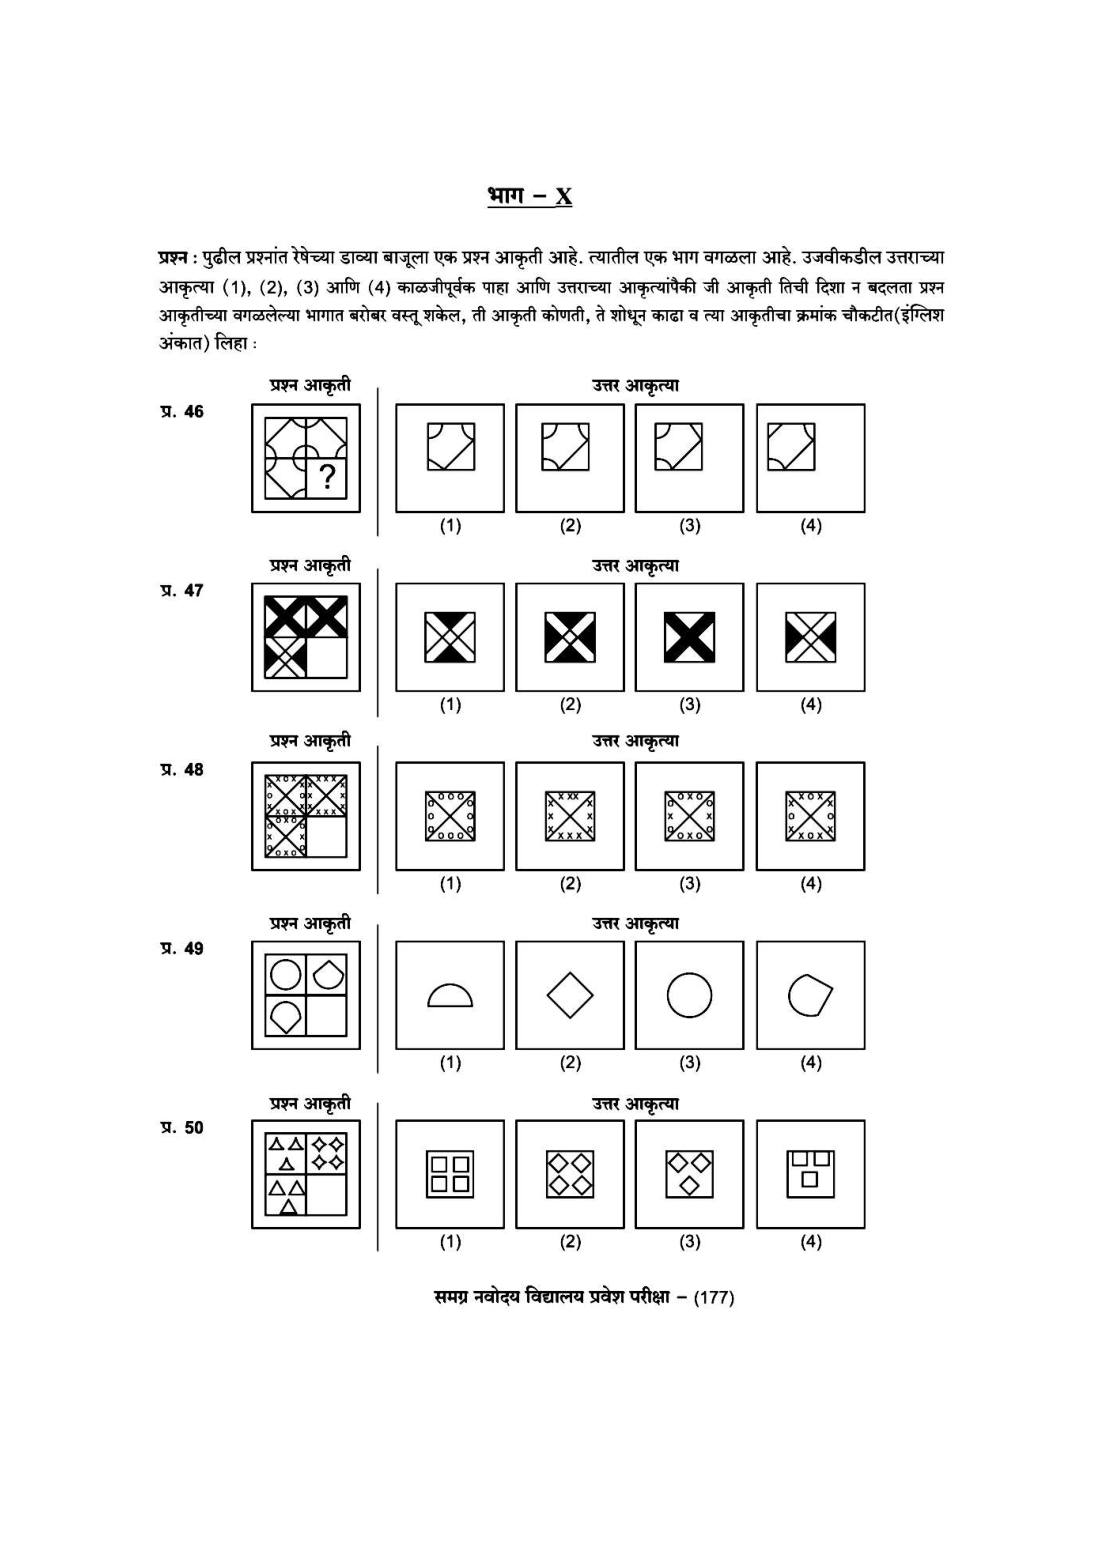 भाग – X
प्रश्न : पुढील प्रश्नांत रेषेच्या डाव्या बाजूला एक प्रश्न आकृती आहे. त्यातील एक भाग वगळला आहे. उजवीकडील उत्तराच्या
आकृत्या (1), (2), (3) आणि (4) काळजीपूर्वक पाहा आणि उत्तराच्या आकृत्यांपैकी जी आकृती तिची दिशा न बदलता प्रश्न
आकृतीच्या वगळलेल्या भागात बरोबर वस्तू शकेल, ती आकृती कोणती, ते शोधून काढा व त्या आकृतीचा क्रमांक चौकटीत(इंग्लिश
अंकात) लिहा :
प्रश्न आकृती उत्तर आकृत्या
प्र. 46
?
(1) (2) (3) (4)
प्रश्न आकृती उत्तर आकृत्या
प्र. 47
(1) (2) (3) (4)
प्रश्न आकृती उत्तर आकृत्या
प्र. 48
(1) (2) (3) (4)
प्रश्न आकृती उत्तर आकृत्या
प्र. 49
(1) (2) (3) (4)
प्रश्न आकृती उत्तर आकृत्या
प्र. 50
(1) (2) (3) (4)
समग्र नवोदय विद्यालय प्रवेश परीक्षा – (177)